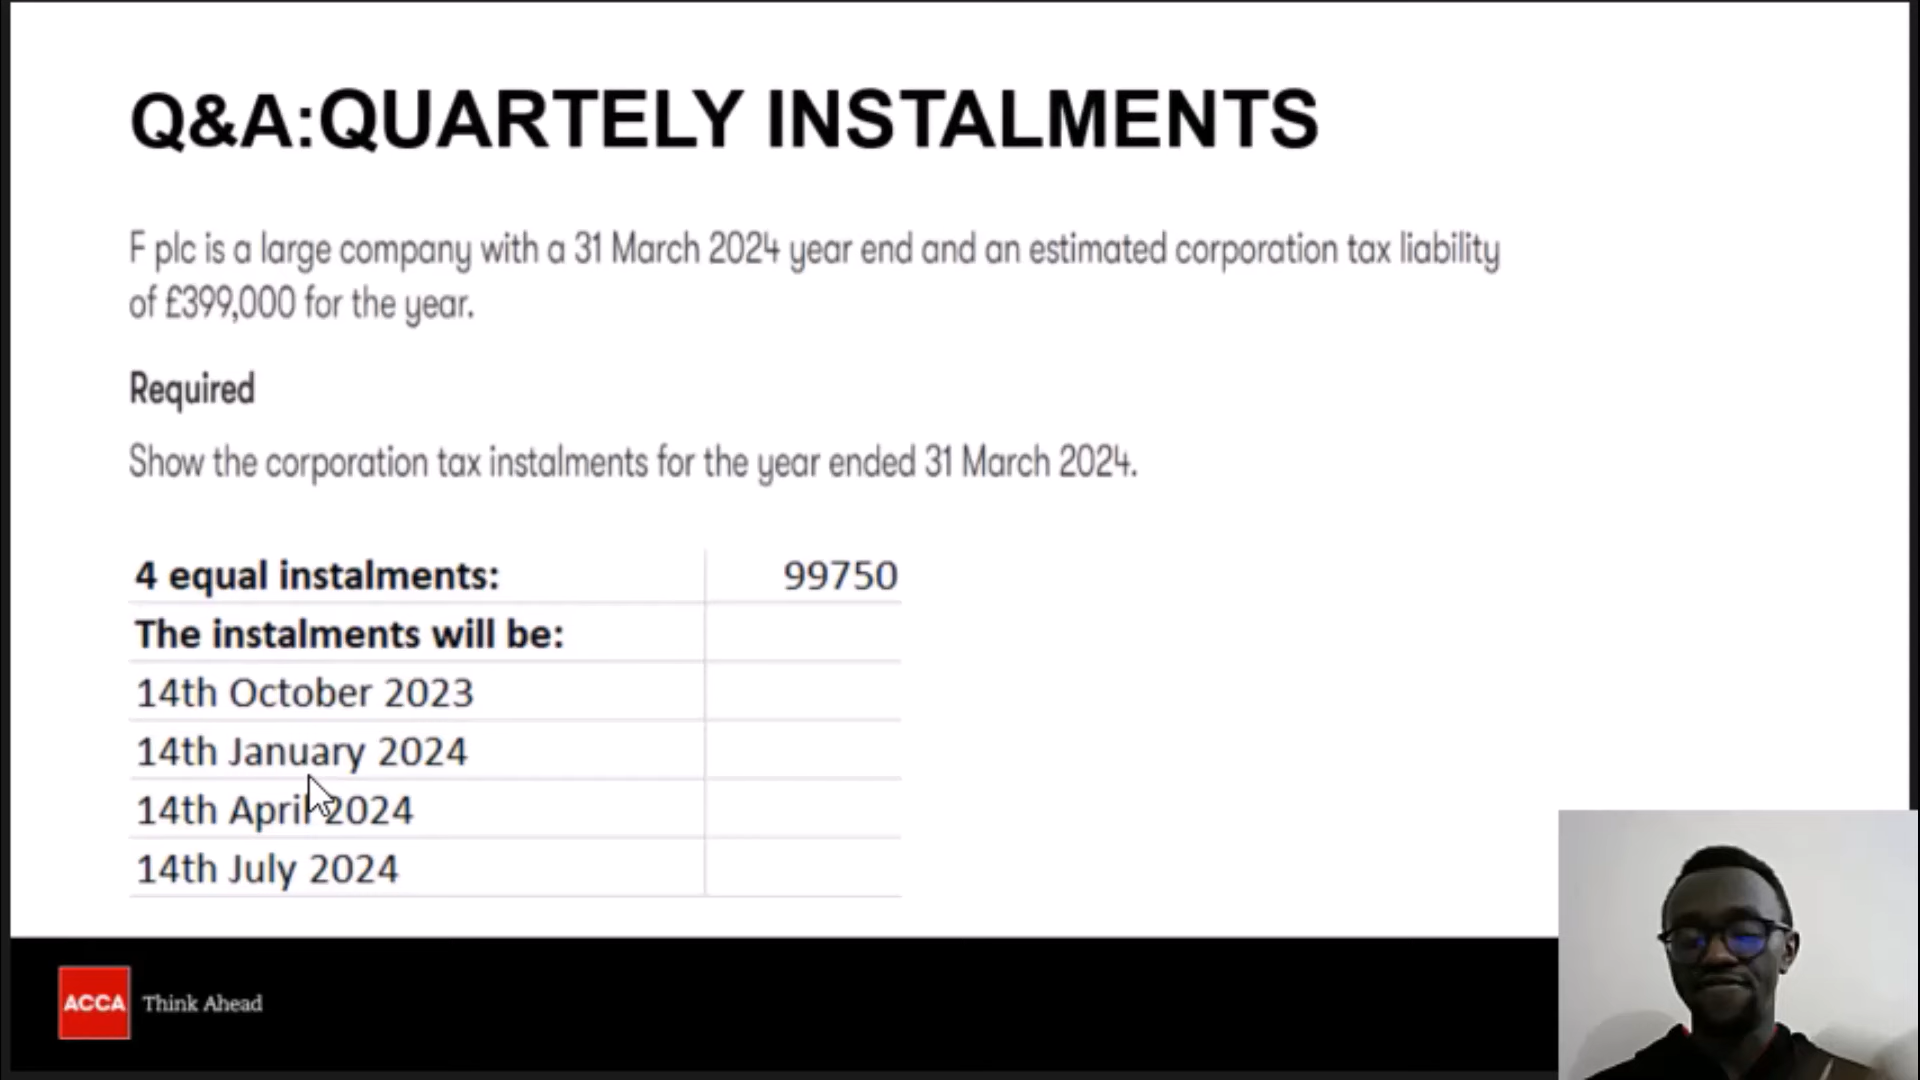 Q&A:QUARTELY INSTALMENTS
F plc is a large company with a 31 March 2024 year end and an estimated corporation tax liability
of £399,000 for the year.
Required
Show the corporation tax instalments for the year ended 31 March 2024.
4 equal instalments: 99750
The instalments will be:
14th October 2023
14th January 2024
14th April 2024
14th July 2024
ACCA Think Ahead